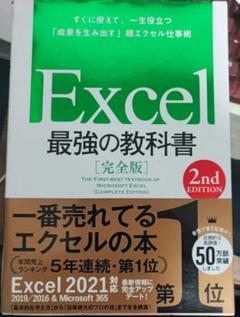 すぐに使えて、一生役立つ
「成果を生み出す」超エクセル仕事術
Excel
最強の教科書
[完全版]
THE FIRST-BEST TEXTBOOK OF
MICROSOFT EXCEL
[COMPLETE EDITION]
2nd
EDITION
一番売れてる
エクセルの本
年間売上
ランキング
5年連続・第1位
第1位
Excel 2021対応
2019/2016 & Microsoft 365
最新情報に
完全アップ
デート!
50万部
突破
しました